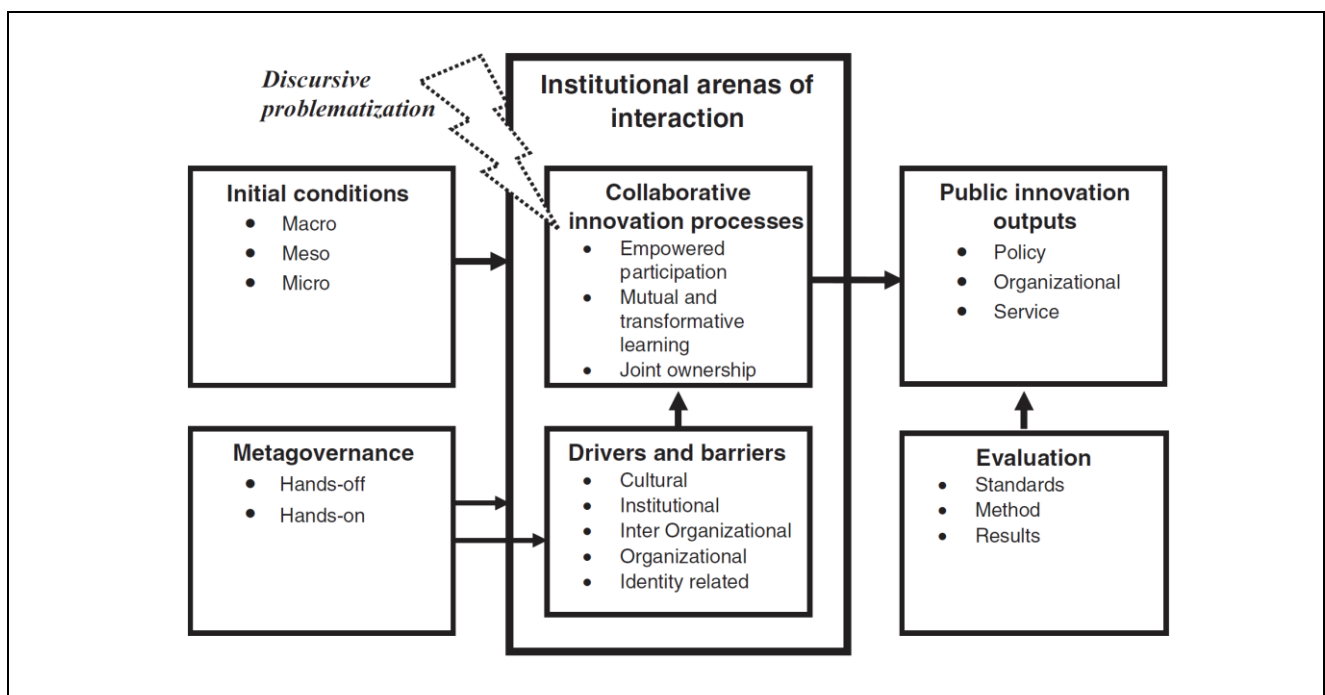 Discursive
problematization
Institutional arenas of
interaction
Initial conditions
● Macro
● Meso
● Micro
Collaborative
innovation processes
● Empowered
participation
● Mutual and
transformative
learning
● Joint ownership
Public innovation
outputs
● Policy
● Organizational
● Service
Metagovernance
● Hands-off
● Hands-on
Drivers and barriers
● Cultural
● Institutional
● Inter Organizational
● Organizational
● Identity related
Evaluation
● Standards
● Method
● Results